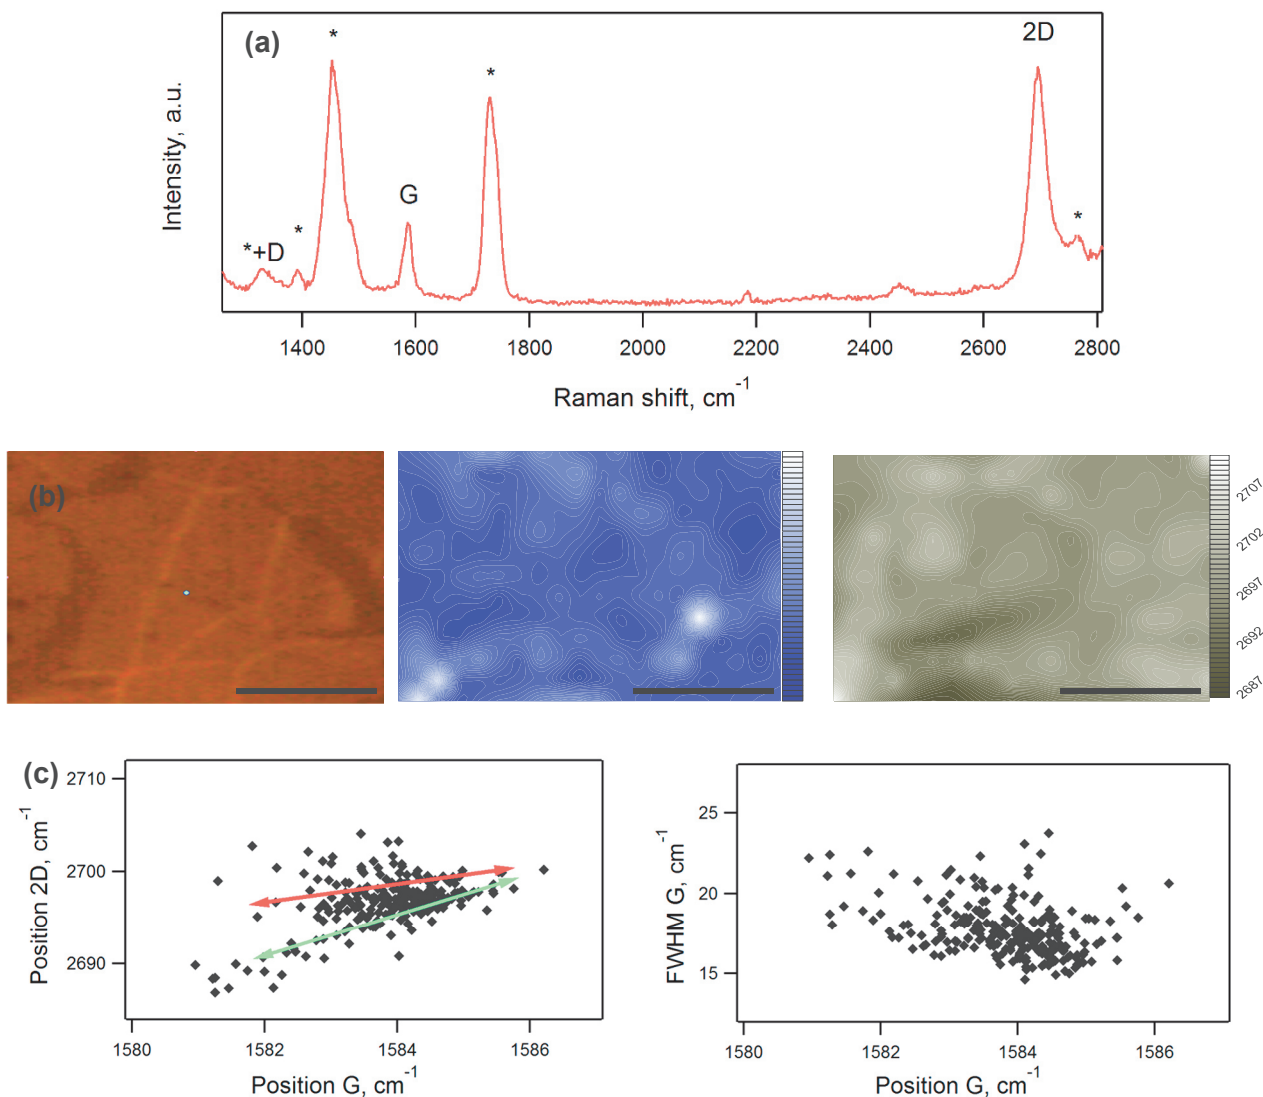 (a)
*
*
2D
G
*
*+D
*
Intensity, a.u.
1400 1600 1800 2000 2200 2400 2600 2800
Raman shift, cm-1
(b)
2707
2702
2697
2692
2687
(c)
2710
2700
2690
Position 2D, cm-1
1580 1582 1584 1586
Position G, cm-1
25
20
15
FWHM G, cm-1
1580 1582 1584 1586
Position G, cm-1